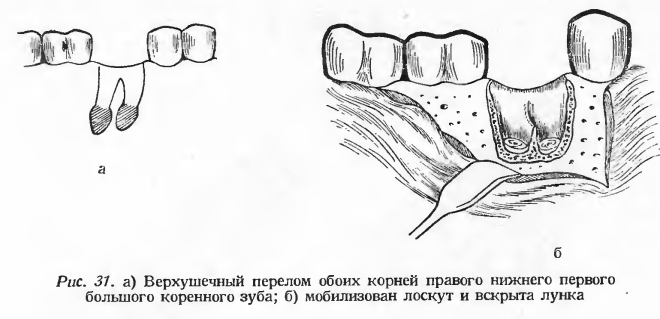 а
б
Рис. 31. а) Верхушечный перелом обоих корней правого нижнего первого
большого коренного зуба; б) мобилизован лоскут и вскрыта лунка